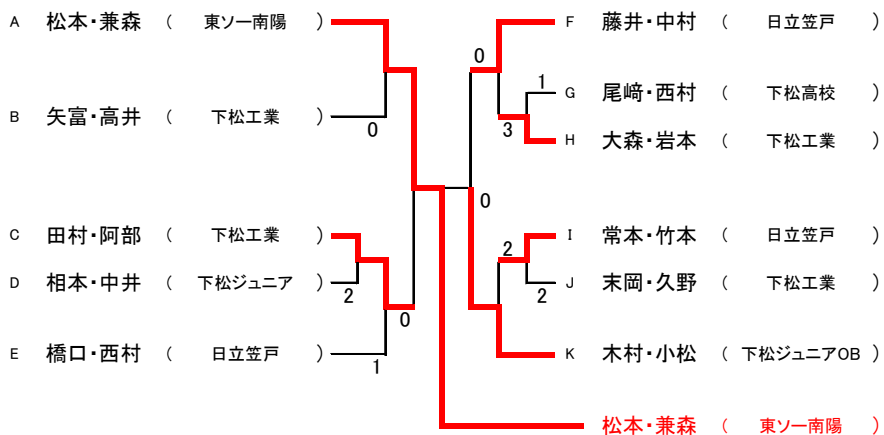 A 松本・兼森 （ 東ソー南陽 ）
B 矢富・高井 （ 下松工業 ）
0
C 田村・阿部 （ 下松工業 ）
D 相本・中井 （ 下松ジュニア ）
2
0
E 橋口・西村 （ 日立笠戸 ）
1
F 藤井・中村 （ 日立笠戸 ）
0
1
G 尾﨑・西村 （ 下松高校 ）
3
H 大森・岩本 （ 下松工業 ）
0
I 常本・竹本 （ 日立笠戸 ）
2
J 末岡・久野 （ 下松工業 ）
2
K 木村・小松 （ 下松ジュニアOB ）
松本・兼森 （ 東ソー南陽 ）